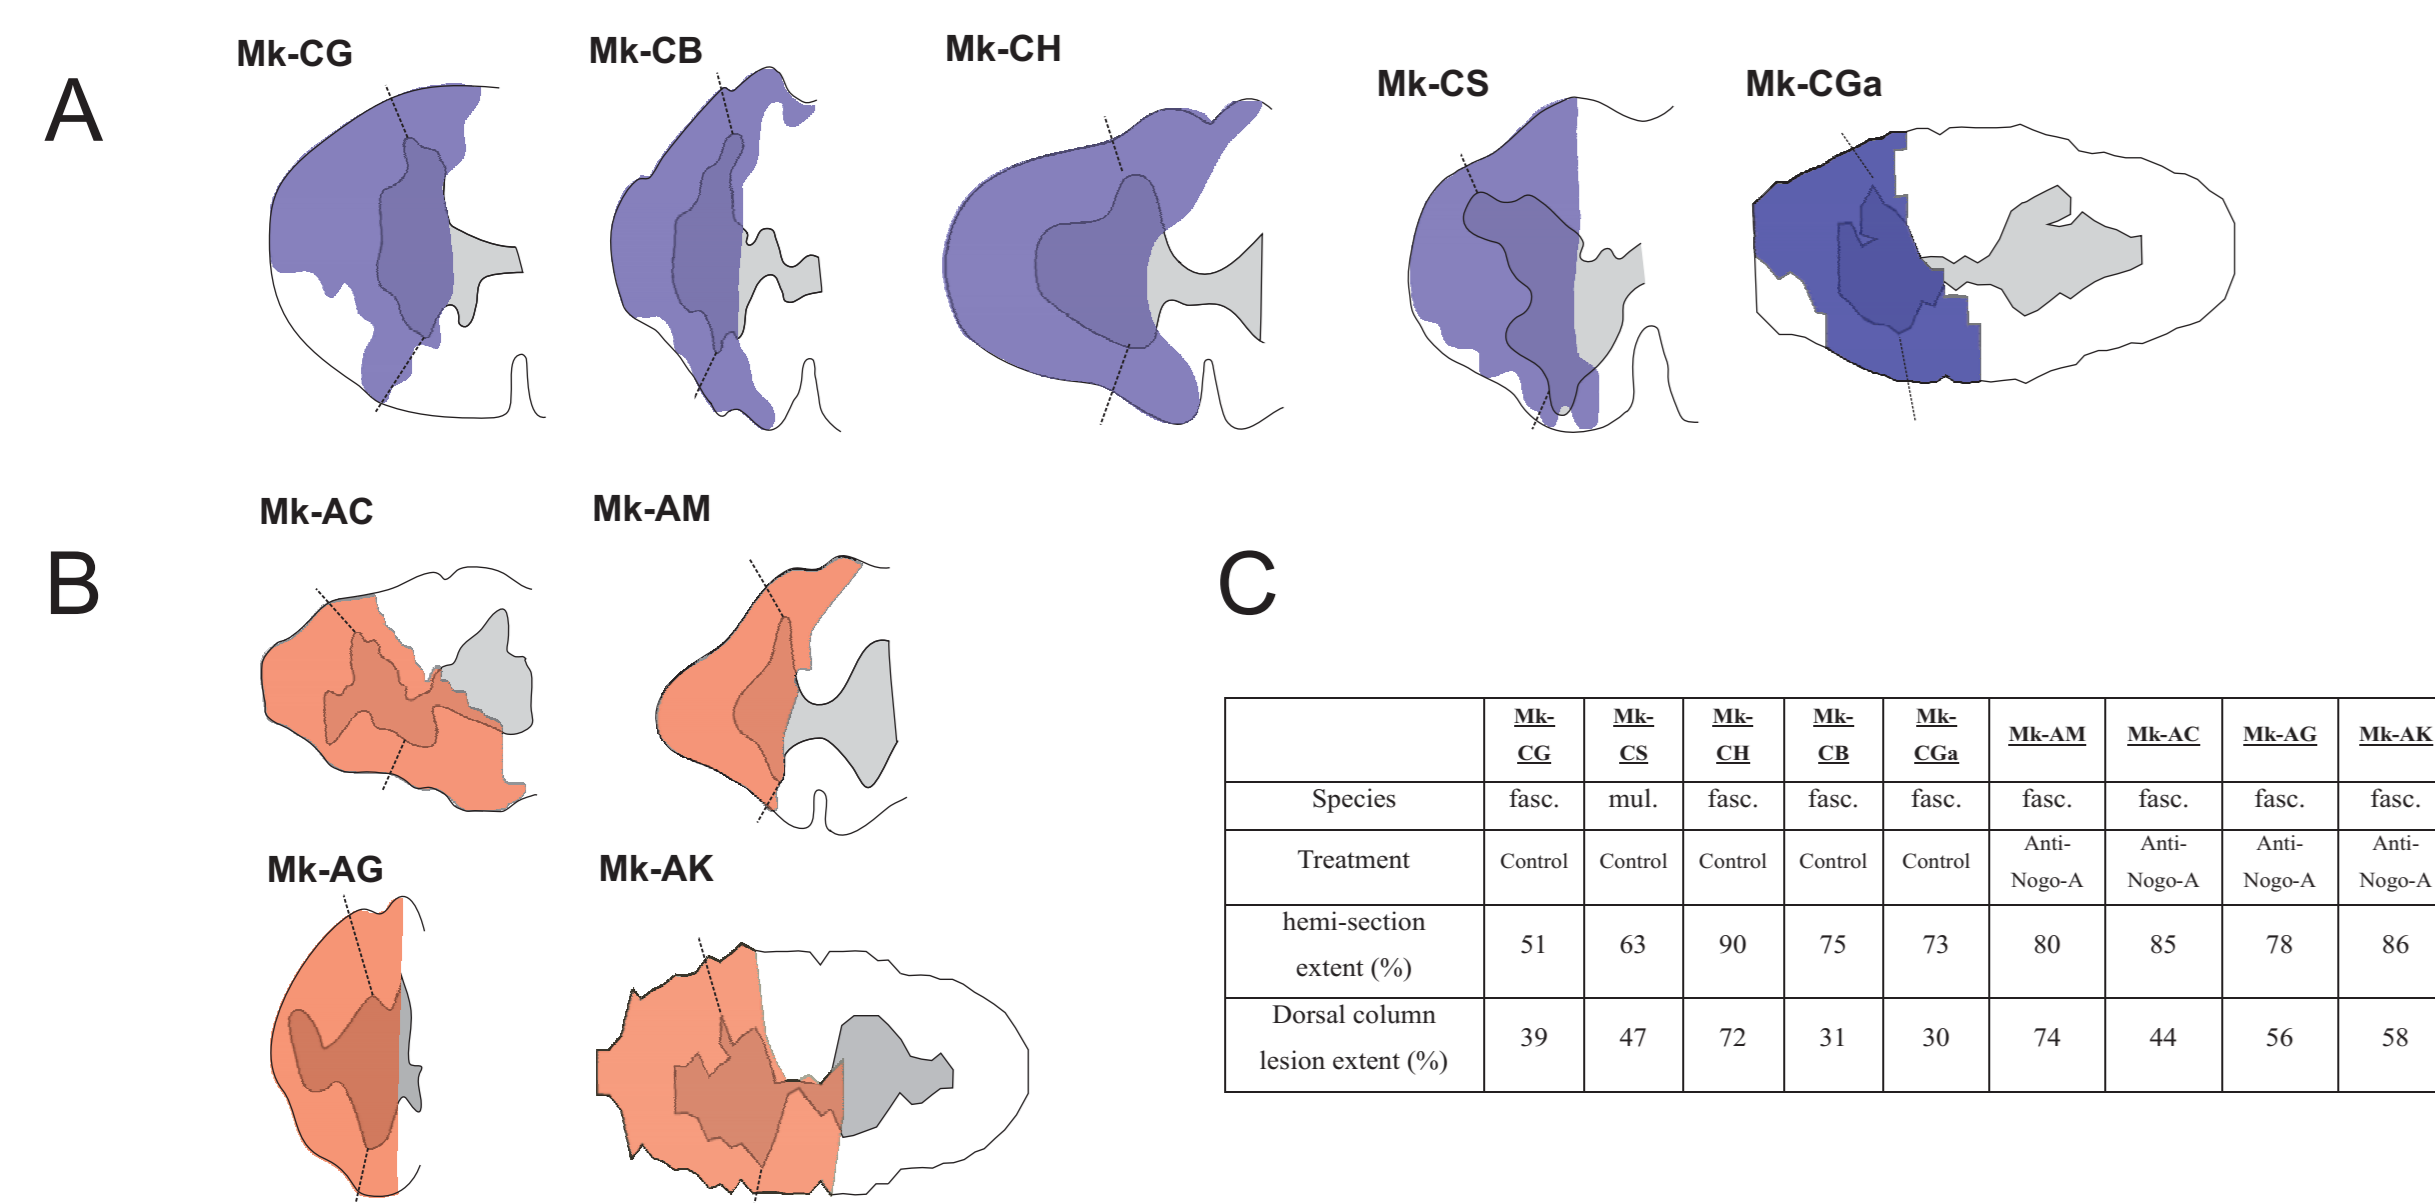 A
Mk-CG
Mk-CB
Mk-CH
Mk-CS
Mk-CGa
B
Mk-AC
Mk-AM
Mk-AG
Mk-AK
C
Mk-CG Mk-CS Mk-CH Mk-CB Mk-CGa Mk-AM Mk-AC Mk-AG Mk-AK
Species fasc. mul. fasc. fasc. fasc. fasc. fasc. fasc. fasc.
Treatment Control Control Control Control Control Anti-Nogo-A Anti-Nogo-A Anti-Nogo-A Anti-Nogo-A
hemi-section extent (%) 51 63 90 75 73 80 85 78 86
Dorsal column lesion extent (%) 39 47 72 31 30 74 44 56 58